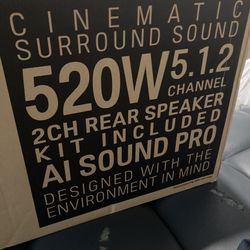 CINEMATIC
SURROUND SOUND
520W 5.1.2
CHANNEL
2CH REAR SPEAKER
KIT INCLUDED
AI SOUND PRO
DESIGNED WITH THE
ENVIRONMENT IN MIND